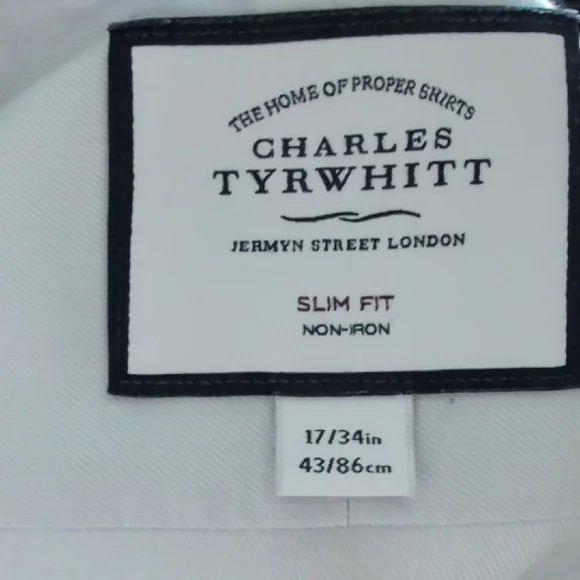 THE HOME OF PROPER SHIRTS
CHARLES
TYRWHITT
JERMYN STREET LONDON
SLIM FIT
NON-IRON
17/34in
43/86cm